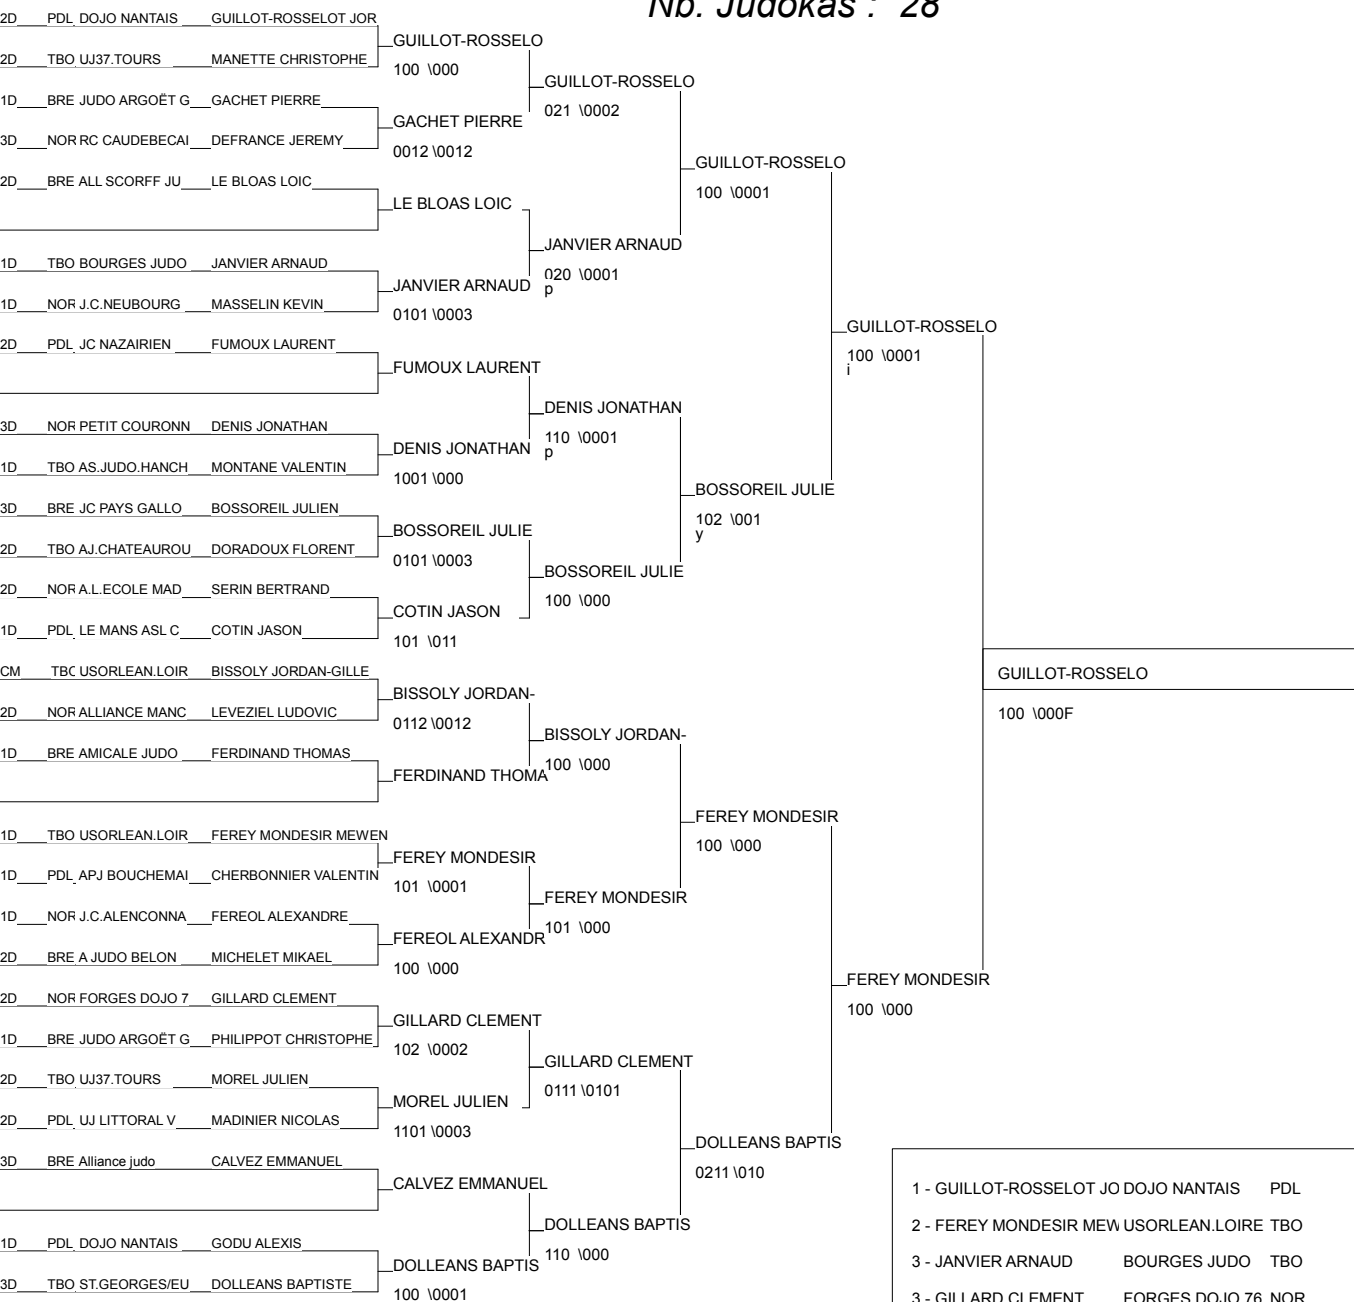 Nb. Judokas : 28
2D PDL DOJO NANTAIS GUILLOT-ROSSELOT JOR
GUILLOT-ROSSELO
2D TBO UJ37.TOURS MANETTE CHRISTOPHE
100 \000
GUILLOT-ROSSELO
1D BRE JUDO ARGOËT G GACHET PIERRE
021 \0002
GACHET PIERRE
3D NOR RC CAUDEBECAI DEFRANCE JEREMY
0012 \0012
GUILLOT-ROSSELO
2D BRE ALL SCORFF JU LE BLOAS LOIC
100 \0001
LE BLOAS LOIC
JANVIER ARNAUD
1D TBO BOURGES JUDO JANVIER ARNAUD
020 \0001
p
JANVIER ARNAUD
1D NOR J.C.NEUBOURG MASSELIN KEVIN
0101 \0003
GUILLOT-ROSSELO
2D PDL JC NAZAIRIEN FUMOUX LAURENT
100 \0001
i
FUMOUX LAURENT
DENIS JONATHAN
3D NOR PETIT COURONN DENIS JONATHAN
110 \0001
p
DENIS JONATHAN
1D TBO AS.JUDO.HANCH MONTANE VALENTIN
1001 \000
BOSSOREIL JULIE
3D BRE JC PAYS GALLO BOSSOREIL JULIEN
102 \001
y
BOSSOREIL JULIE
2D TBO AJ.CHATEAUROU DORADOUX FLORENT
0101 \0003
BOSSOREIL JULIE
2D NOR A.L.ECOLE MAD SERIN BERTRAND
100 \000
COTIN JASON
1D PDL LE MANS ASL C COTIN JASON
101 \011
CM TBO USORLEAN.LOIR BISSOLY JORDAN-GILLE
GUILLOT-ROSSELO
BISSOLY JORDAN-
2D NOR ALLIANCE MANC LEVEZIEL LUDOVIC
100 \000F
0112 \0012
BISSOLY JORDAN-
1D BRE AMICALE JUDO FERDINAND THOMAS
100 \000
FERDINAND THOMA
FEREY MONDESIR
1D TBO USORLEAN.LOIR FEREY MONDESIR MEWEN
100 \000
FEREY MONDESIR
1D PDL APJ BOUCHEMAI CHERBONNIER VALENTIN
101 \0001
FEREY MONDESIR
1D NOR J.C.ALENCONNA FEREOL ALEXANDRE
101 \000
FEREOL ALEXANDR
2D BRE A JUDO BELON MICHELET MIKAEL
100 \000
FEREY MONDESIR
2D NOR FORGES DOJO 7 GILLARD CLEMENT
100 \000
GILLARD CLEMENT
1D BRE JUDO ARGOËT G PHILIPPOT CHRISTOPHE
102 \0002
GILLARD CLEMENT
2D TBO UJ37.TOURS MOREL JULIEN
0111 \0101
MOREL JULIEN
2D PDL UJ LITTORAL V MADINIER NICOLAS
1101 \0003
DOLLEANS BAPTIS
3D BRE Alliance judo CALVEZ EMMANUEL
0211 \010
CALVEZ EMMANUEL
DOLLEANS BAPTIS
1D PDL DOJO NANTAIS GODU ALEXIS
110 \000
DOLLEANS BAPTIS
3D TBO ST.GEORGES/EU DOLLEANS BAPTISTE
100 \0001
1 - GUILLOT-ROSSELOT JO DOJO NANTAIS PDL
2 - FEREY MONDESIR MEW USORLEAN.LOIRE TBO
3 - JANVIER ARNAUD BOURGES JUDO TBO
3 - GILLARD CLEMENT FORGES DOJO 76 NOR